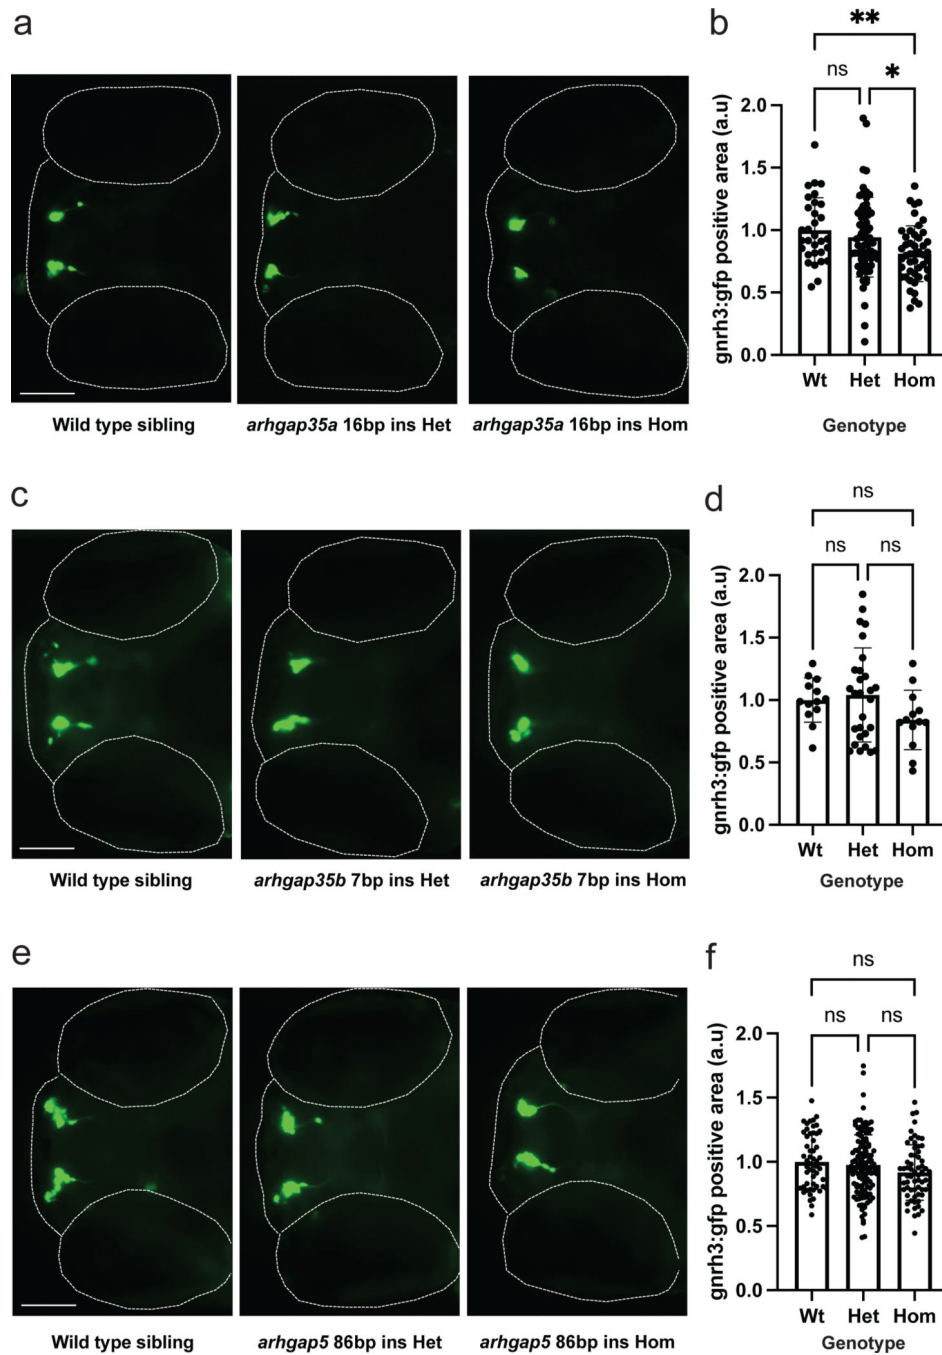 a
Wild type sibling
arhgap35a 16bp ins Het
arhgap35a 16bp ins Hom
b
**
ns
*
gnrh3:gfp positive area (a.u)
2.0
1.5
1.0
0.5
0.0
Wt Het Hom
Genotype
c
Wild type sibling
arhgap35b 7bp ins Het
arhgap35b 7bp ins Hom
d
ns
ns ns
gnrh3:gfp positive area (a.u)
2.0
1.5
1.0
0.5
0.0
Wt Het Hom
Genotype
e
Wild type sibling
arhgap5 86bp ins Het
arhgap5 86bp ins Hom
f
ns
ns ns
gnrh3:gfp positive area (a.u)
2.0
1.5
1.0
0.5
0.0
Wt Het Hom
Genotype